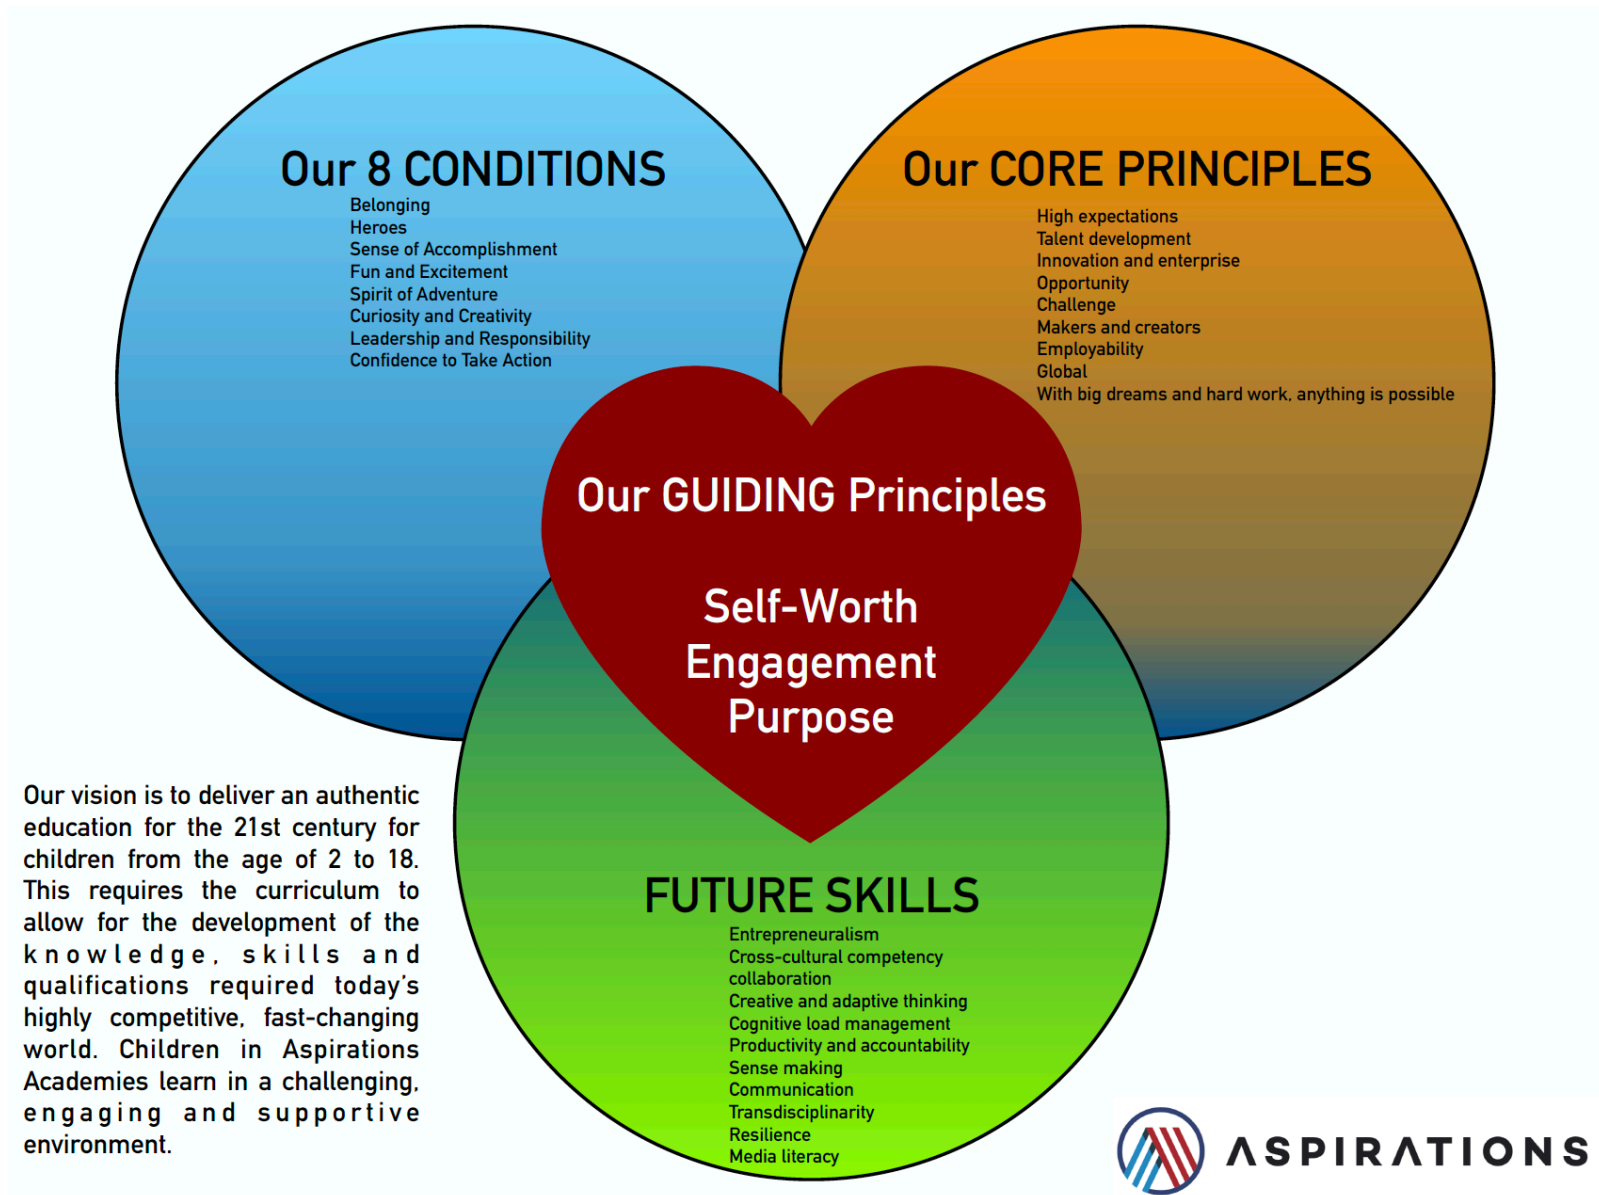 Our 8 CONDITIONS
Belonging
Heroes
Sense of Accomplishment
Fun and Excitement
Spirit of Adventure
Curiosity and Creativity
Leadership and Responsibility
Confidence to Take Action
Our CORE PRINCIPLES
High expectations
Talent development
Innovation and enterprise
Opportunity
Challenge
Makers and creators
Employability
Global
With big dreams and hard work, anything is possible
Our GUIDING Principles
Self-Worth
Engagement
Purpose
Our vision is to deliver an authentic
education for the 21st century for
children from the age of 2 to 18.
This requires the curriculum to
allow for the development of the
knowledge, skills and
qualifications required today's
highly competitive, fast-changing
world. Children in Aspirations
Academies learn in a challenging,
engaging and supportive
environment.
FUTURE SKILLS
Entrepreneuralism
Cross-cultural competency
collaboration
Creative and adaptive thinking
Cognitive load management
Productivity and accountability
Sense making
Communication
Transdisciplinarity
Resilience
Media literacy
ASPIRATIONS